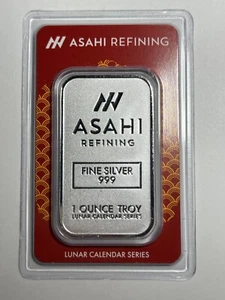 ASAHI REFINING
ASAHI
REFINING
FINE SILVER
999
1 OUNCE TROY
LUNAR CALENDAR SERIES
LUNAR CALENDAR SERIES